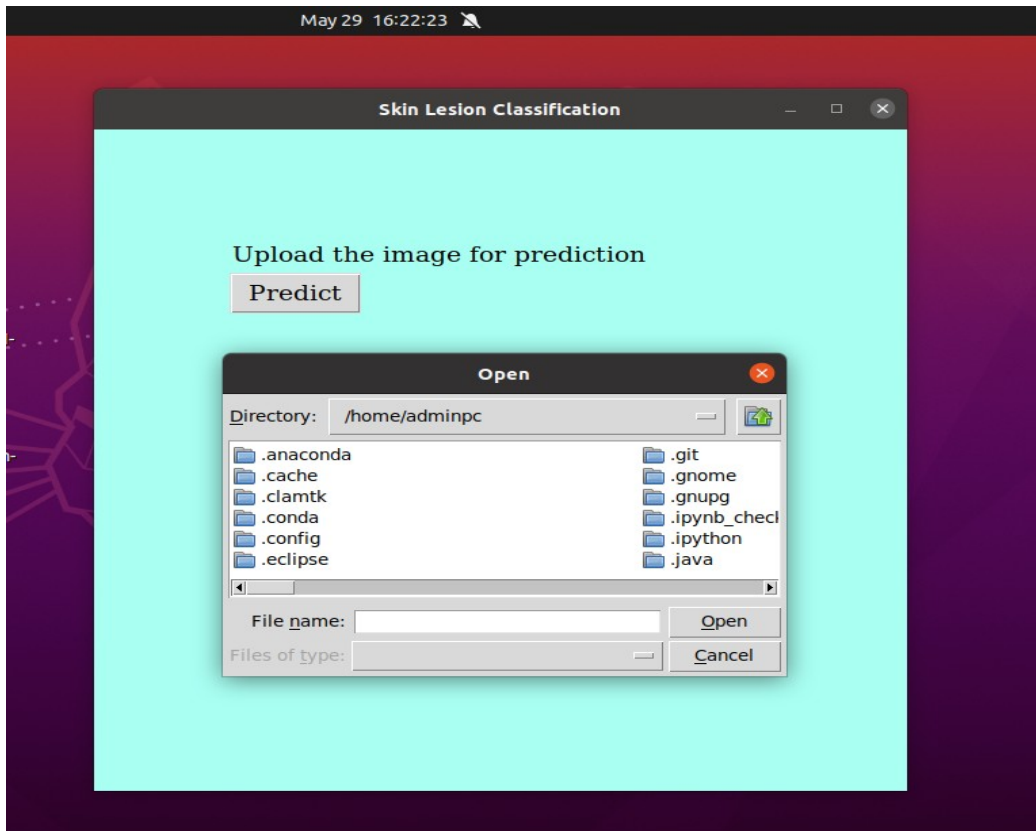 May 29 16:22:23
Skin Lesion Classification
Upload the image for prediction
Predict
Open
Directory: /home/adminpc
.anaconda .git
.cache .gnome
.clamtk .gnupg
.conda .ipynb_check
.config .ipython
.eclipse .java
File name: Open
Files of type: Cancel